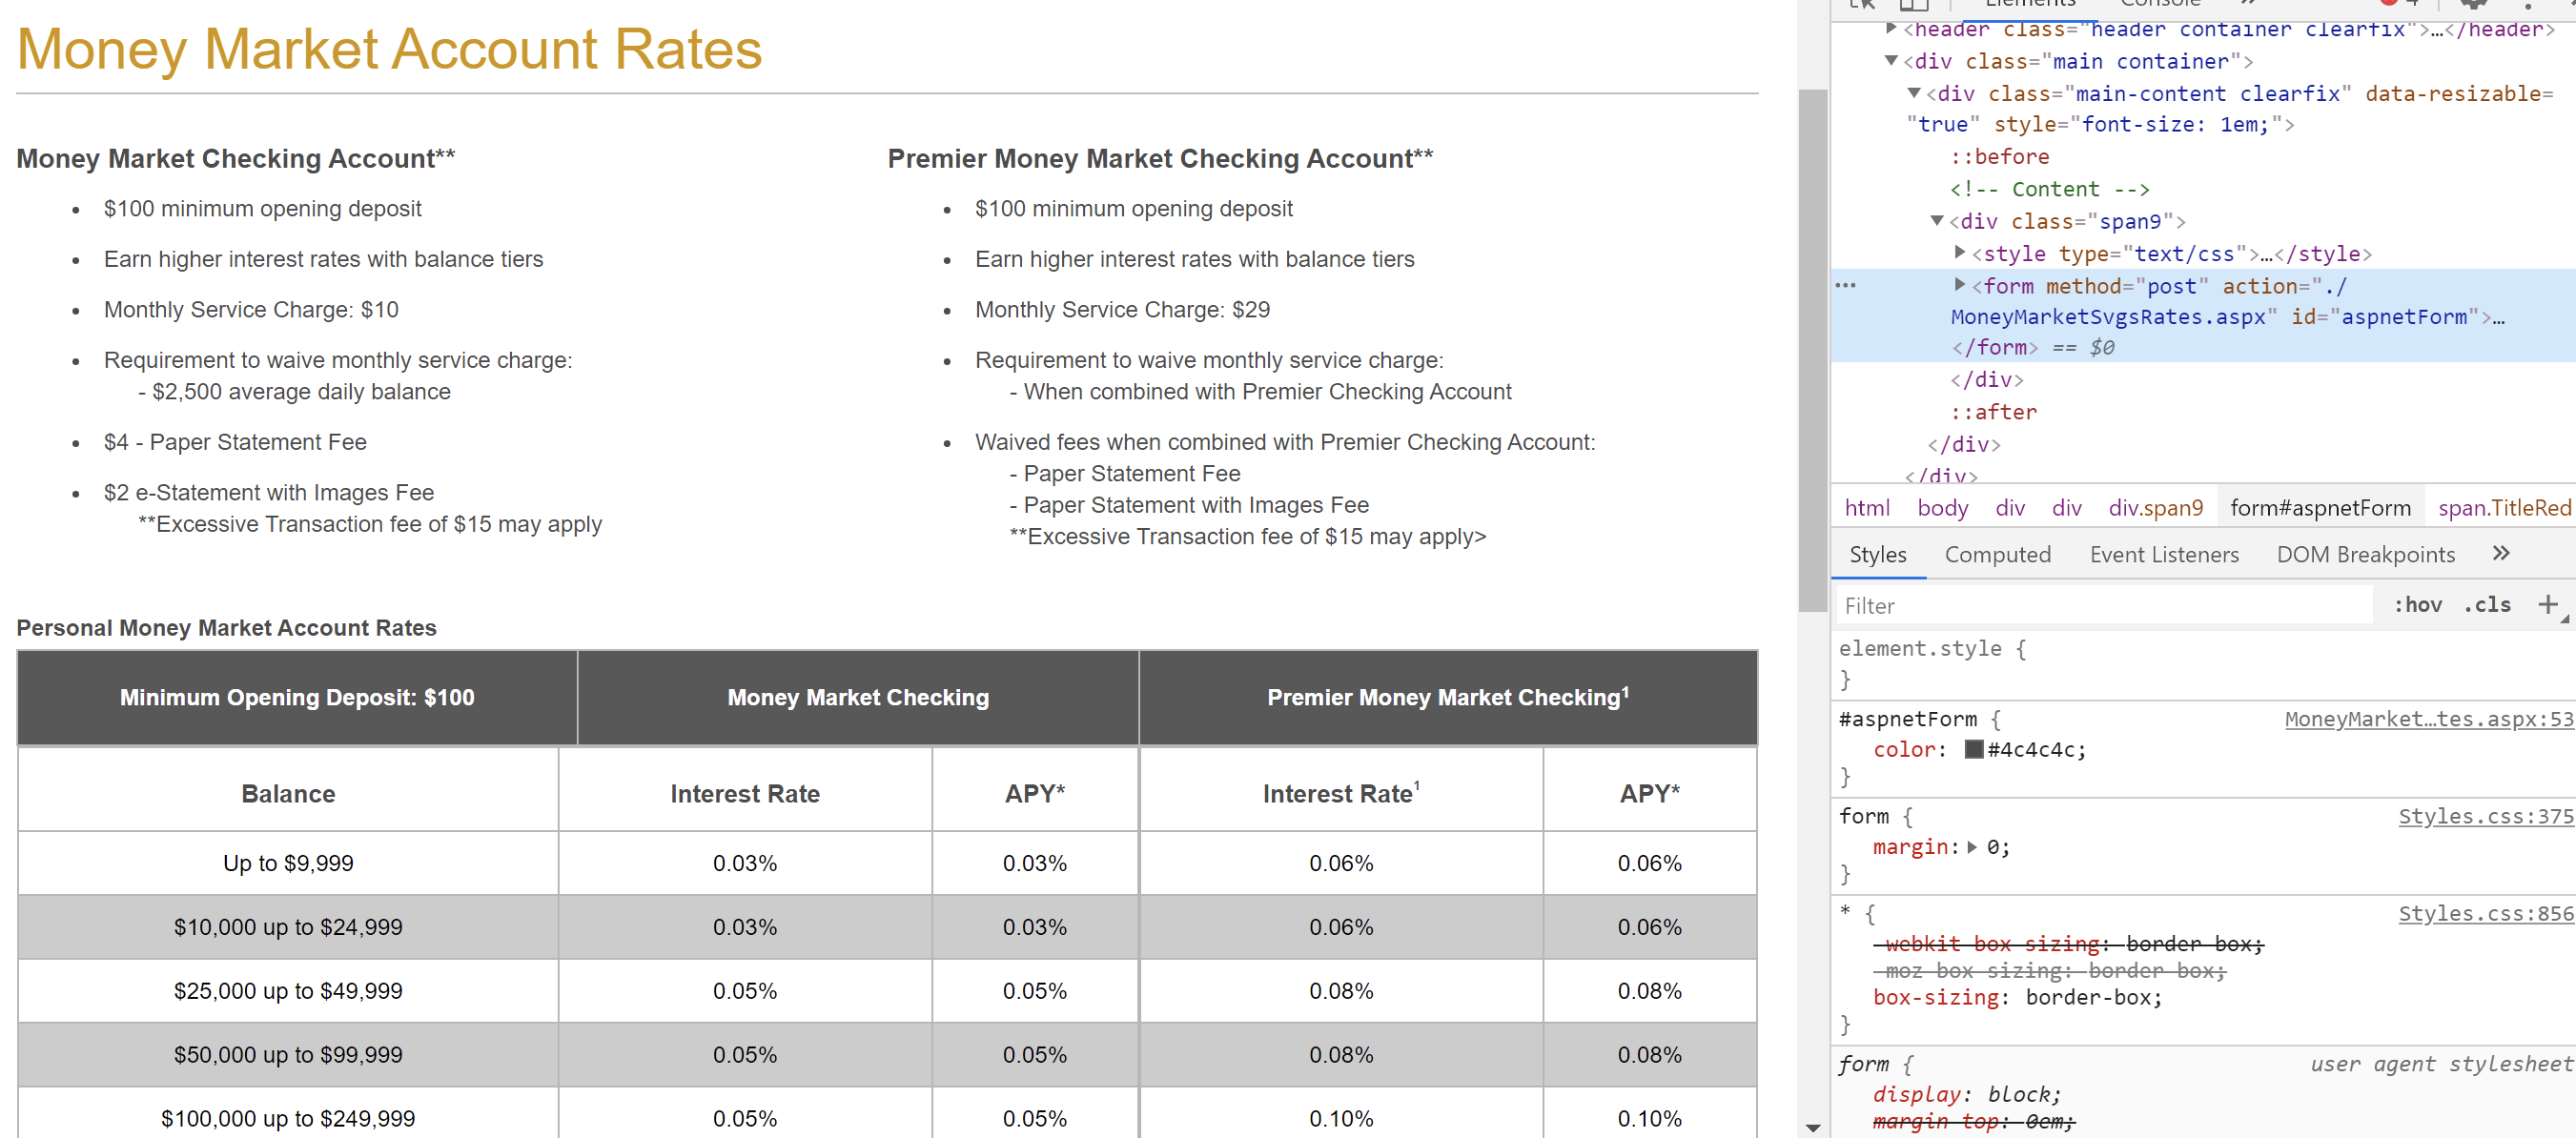 Money Market Account Rates
Money Market Checking Account**
• $100 minimum opening deposit
• Earn higher interest rates with balance tiers
• Monthly Service Charge: $10
• Requirement to waive monthly service charge:
- $2,500 average daily balance
• $4 - Paper Statement Fee
• $2 e-Statement with Images Fee
**Excessive Transaction fee of $15 may apply
Premier Money Market Checking Account**
• $100 minimum opening deposit
• Earn higher interest rates with balance tiers
• Monthly Service Charge: $29
• Requirement to waive monthly service charge:
- When combined with Premier Checking Account
• Waived fees when combined with Premier Checking Account:
- Paper Statement Fee
- Paper Statement with Images Fee
**Excessive Transaction fee of $15 may apply>
Personal Money Market Account Rates
Minimum Opening Deposit: $100 Money Market Checking Premier Money Market Checking¹
Balance Interest Rate APY* Interest Rate¹ APY*
Up to $9,999 0.03% 0.03% 0.06% 0.06%
$10,000 up to $24,999 0.03% 0.03% 0.06% 0.06%
$25,000 up to $49,999 0.05% 0.05% 0.08% 0.08%
$50,000 up to $99,999 0.05% 0.05% 0.08% 0.08%
$100,000 up to $249,999 0.05% 0.05% 0.10% 0.10%
Elements Console » 4
<header class="header container clearfix">…</header>
<div class="main container">
<div class="main-content clearfix" data-resizable=
"true" style="font-size: 1em;">
::before
<!-- Content -->
<div class="span9">
<style type="text/css">…</style>
… <form method="post" action="./
MoneyMarketSvgsRates.aspx" id="aspnetForm">…
</form> == $0
</div>
::after
</div>
</div>
html body div div div.span9 form#aspnetForm span.TitleRed
Styles Computed Event Listeners DOM Breakpoints »
Filter :hov .cls +
element.style {
}
#aspnetForm { MoneyMarket…tes.aspx:53
color: #4c4c4c;
}
form { Styles.css:375
margin: 0;
}
* { Styles.css:856
-webkit-box-sizing: border-box;
-moz-box-sizing: border-box;
box-sizing: border-box;
}
form { user agent stylesheet
display: block;
margin-top: 0em;